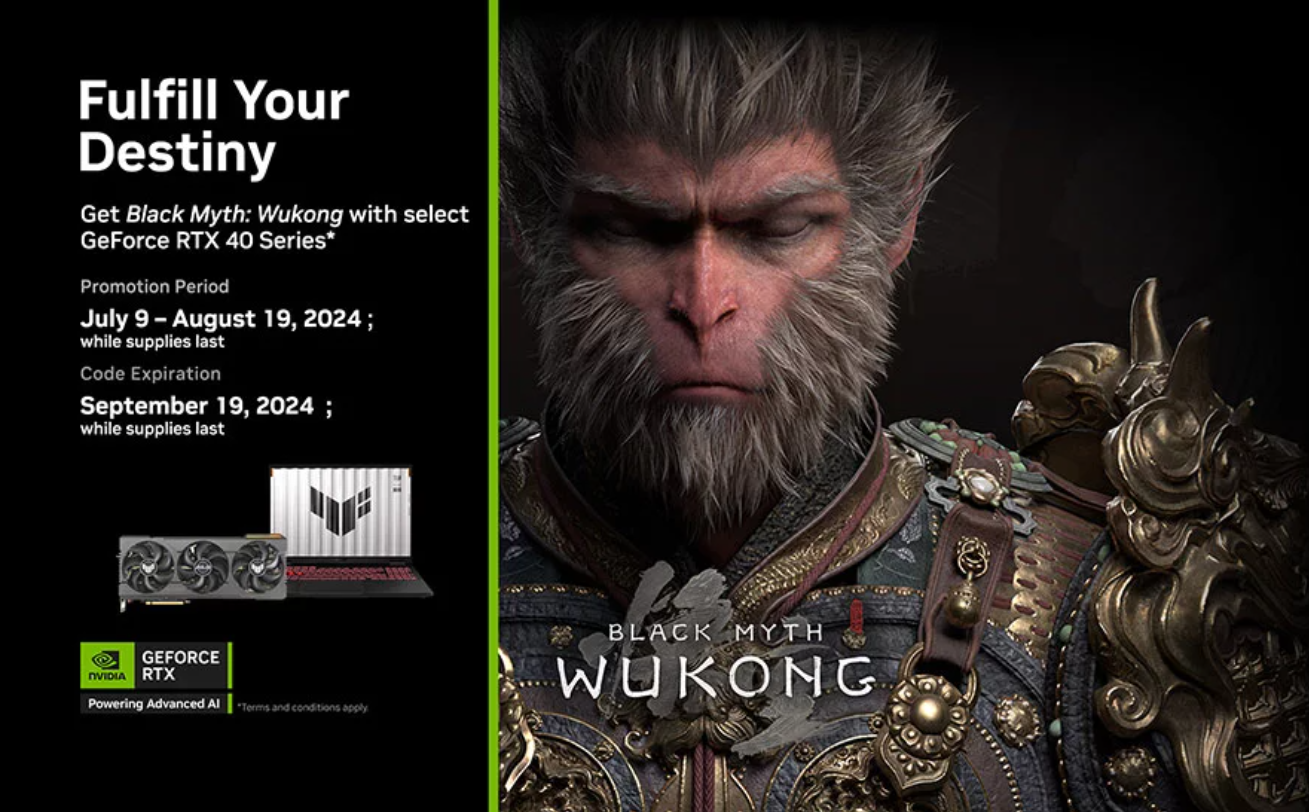 Fulfill Your
Destiny
Get Black Myth: Wukong with select
GeForce RTX 40 Series*
Promotion Period
July 9 – August 19, 2024 ;
while supplies last
Code Expiration
September 19, 2024 ;
while supplies last
NVIDIA
GEFORCE
RTX
Powering Advanced AI
*Terms and conditions apply.
BLACK MYTH
WUKONG